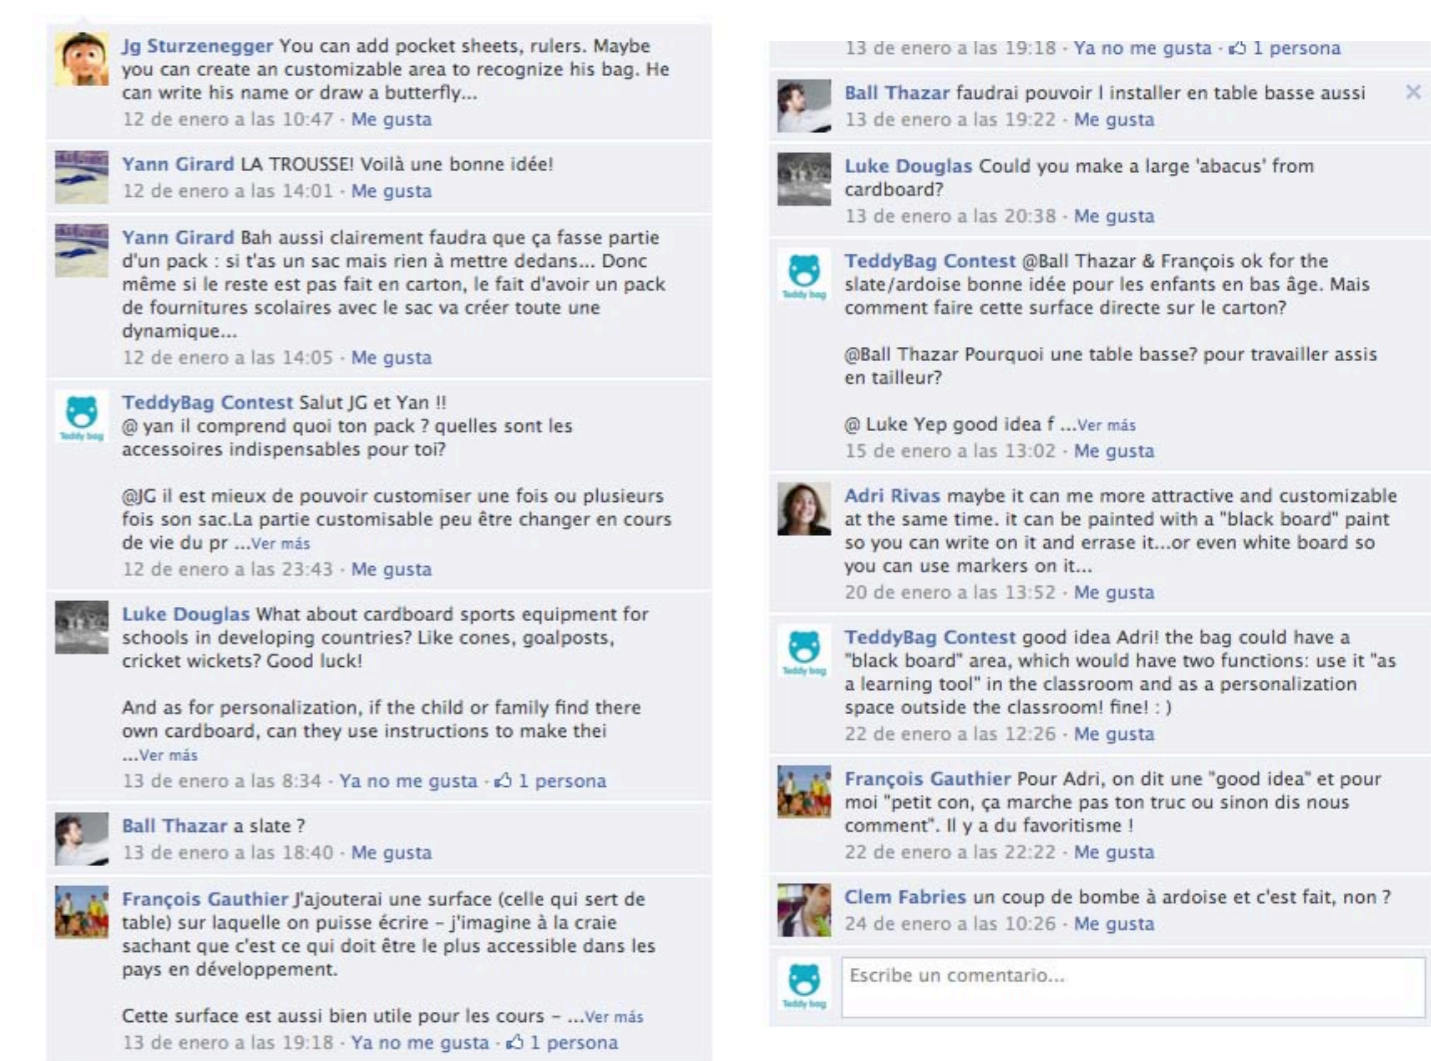 Jg Sturzenegger You can add pocket sheets, rulers. Maybe
you can create an customizable area to recognize his bag. He
can write his name or draw a butterfly...
12 de enero a las 10:47 · Me gusta
Yann Girard LA TROUSSE! Voilà une bonne idée!
12 de enero a las 14:01 · Me gusta
Yann Girard Bah aussi clairement faudra que ça fasse partie
d'un pack : si t'as un sac mais rien à mettre dedans... Donc
même si le reste est pas fait en carton, le fait d'avoir un pack
de fournitures scolaires avec le sac va créer toute une
dynamique...
12 de enero a las 14:05 · Me gusta
Teddy bag
TeddyBag Contest Salut JG et Yan !!
@ yan il comprend quoi ton pack ? quelles sont les
accessoires indispensables pour toi?
@JG il est mieux de pouvoir customiser une fois ou plusieurs
fois son sac.La partie customisable peu être changer en cours
de vie du pr ...Ver más
12 de enero a las 23:43 · Me gusta
Luke Douglas What about cardboard sports equipment for
schools in developing countries? Like cones, goalposts,
cricket wickets? Good luck!
And as for personalization, if the child or family find there
own cardboard, can they use instructions to make thei
...Ver más
13 de enero a las 8:34 · Ya no me gusta · 1 persona
Ball Thazar a slate ?
13 de enero a las 18:40 · Me gusta
François Gauthier J'ajouterai une surface (celle qui sert de
table) sur laquelle on puisse écrire – j'imagine à la craie
sachant que c'est ce qui doit être le plus accessible dans les
pays en développement.
Cette surface est aussi bien utile pour les cours – ...Ver más
13 de enero a las 19:18 · Ya no me gusta · 1 persona
13 de enero a las 19:18 · Ya no me gusta · 1 persona
Ball Thazar faudrai pouvoir l installer en table basse aussi
13 de enero a las 19:22 · Me gusta
Luke Douglas Could you make a large 'abacus' from
cardboard?
13 de enero a las 20:38 · Me gusta
Teddy bag
TeddyBag Contest @Ball Thazar & François ok for the
slate/ardoise bonne idée pour les enfants en bas âge. Mais
comment faire cette surface directe sur le carton?
@Ball Thazar Pourquoi une table basse? pour travailler assis
en tailleur?
@ Luke Yep good idea f ...Ver más
15 de enero a las 13:02 · Me gusta
Adri Rivas maybe it can me more attractive and customizable
at the same time. it can be painted with a "black board" paint
so you can write on it and errase it...or even white board so
you can use markers on it...
20 de enero a las 13:52 · Me gusta
Teddy bag
TeddyBag Contest good idea Adri! the bag could have a
"black board" area, which would have two functions: use it "as
a learning tool" in the classroom and as a personalization
space outside the classroom! fine! : )
22 de enero a las 12:26 · Me gusta
François Gauthier Pour Adri, on dit une "good idea" et pour
moi "petit con, ça marche pas ton truc ou sinon dis nous
comment". Il y a du favoritisme !
22 de enero a las 22:22 · Me gusta
Clem Fabries un coup de bombe à ardoise et c'est fait, non ?
24 de enero a las 10:26 · Me gusta
Teddy bag
Escribe un comentario...